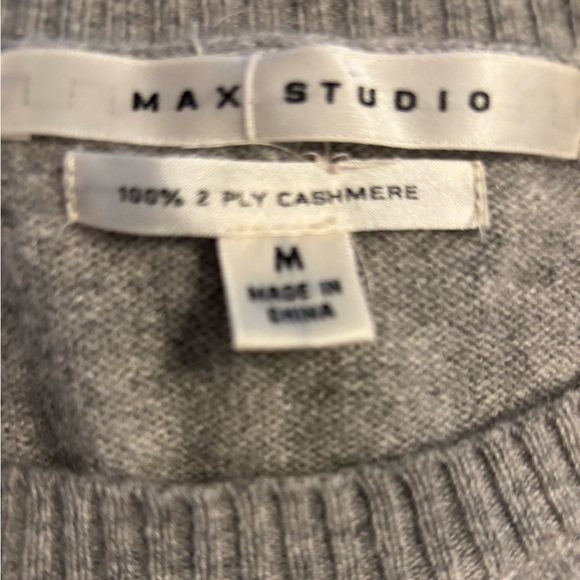 MAX STUDIO
100% 2 PLY CASHMERE
M
MADE IN
CHINA